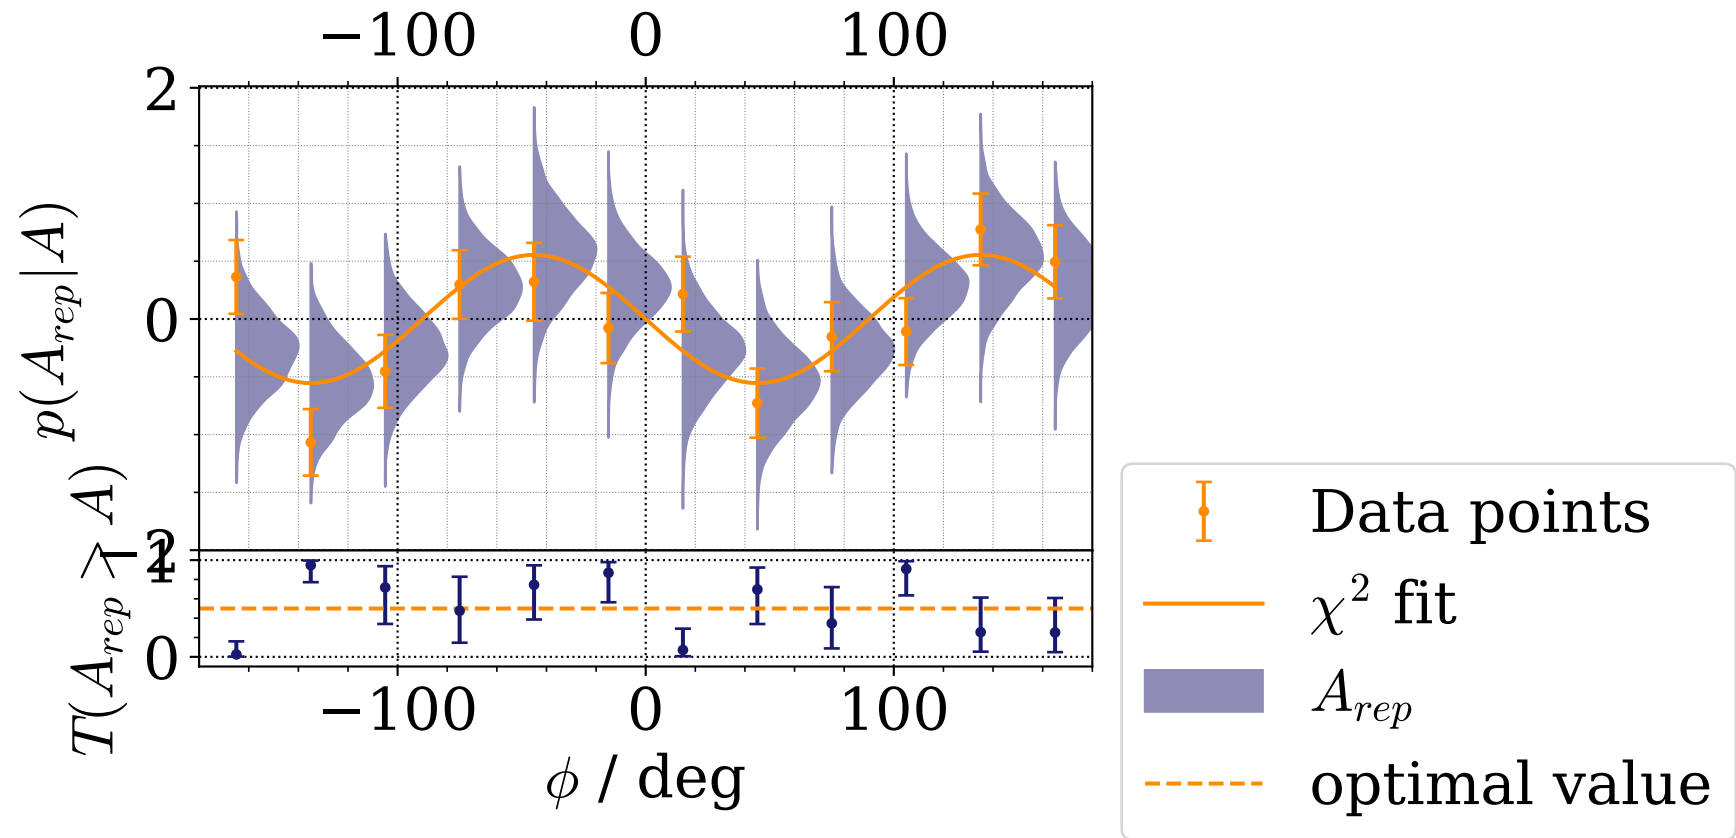 −100 0 100
2
0
−2
p(A_rep|A)
1
0
T(A_rep > A)
−100 0 100
ϕ / deg
Data points
χ² fit
A_rep
optimal value